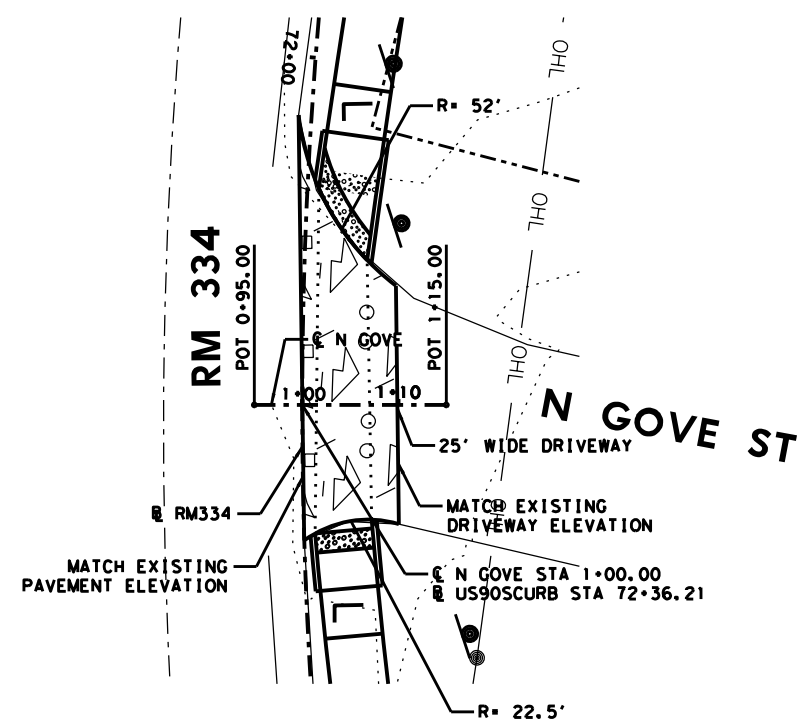 72+00
OHL
L
R= 52'
OHL
RM 334
POT 0+95.00
POT 1+15.00
℄ N GOVE
OHL
1+00
1+10
N GOVE ST
25' WIDE DRIVEWAY
MATCH EXISTING
DRIVEWAY ELEVATION
B RM334
MATCH EXISTING
PAVEMENT ELEVATION
℄ N GOVE STA 1+00.00
B US90SCURB STA 72+36.21
L
R= 22.5'